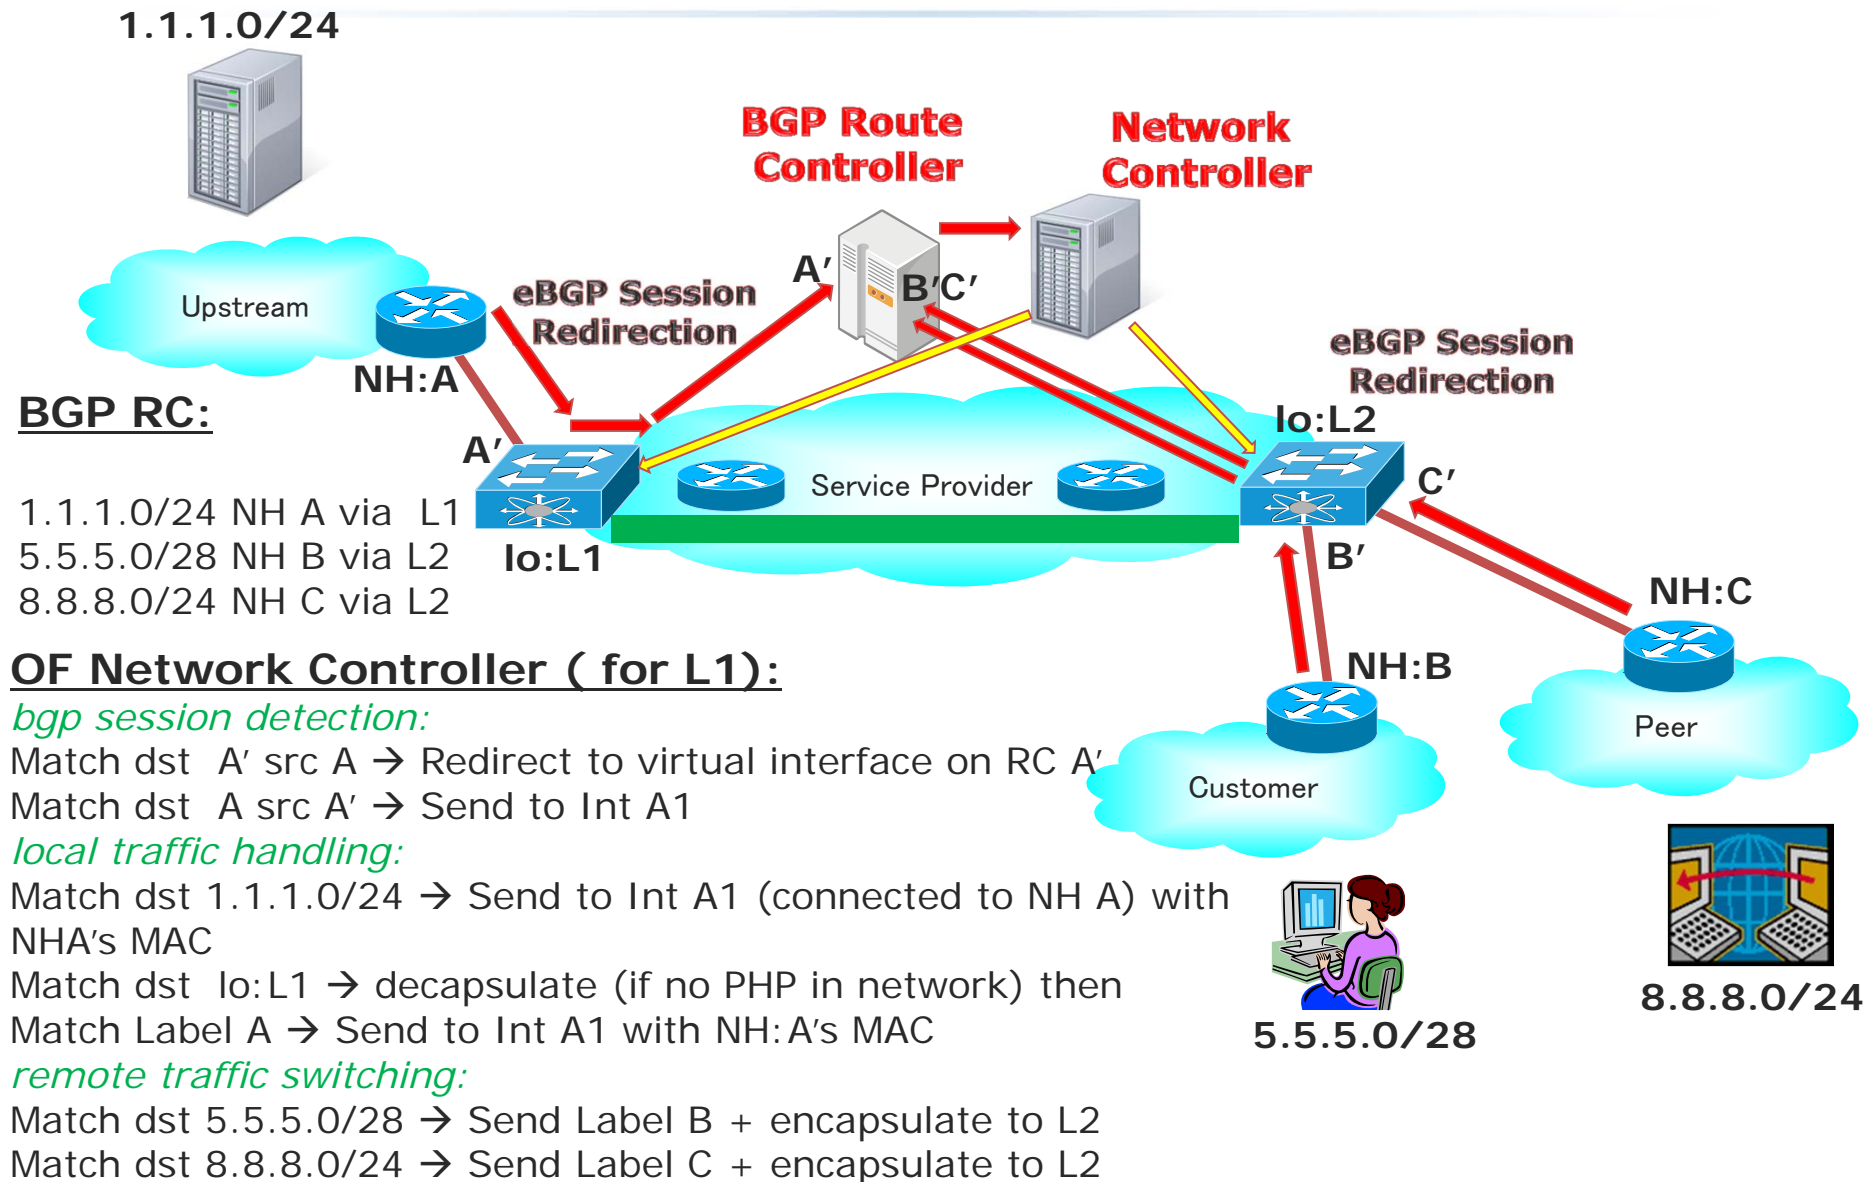 1.1.1.0/24
BGP Route
Controller
Network
Controller
A′
B′C′
Upstream
eBGP Session
Redirection
NH:A
eBGP Session
Redirection
lo:L2
BGP RC:
A′
Service Provider
C′
1.1.1.0/24 NH A via L1
5.5.5.0/28 NH B via L2
8.8.8.0/24 NH C via L2
lo:L1
B′
NH:C
OF Network Controller ( for L1):
NH:B
bgp session detection:
Match dst A′ src A → Redirect to virtual interface on RC A′
Match dst A src A′ → Send to Int A1
Peer
Customer
local traffic handling:
Match dst 1.1.1.0/24 → Send to Int A1 (connected to NH A) with
NHA's MAC
Match dst lo:L1 → decapsulate (if no PHP in network) then
Match Label A → Send to Int A1 with NH:A's MAC
8.8.8.0/24
5.5.5.0/28
remote traffic switching:
Match dst 5.5.5.0/28 → Send Label B + encapsulate to L2
Match dst 8.8.8.0/24 → Send Label C + encapsulate to L2